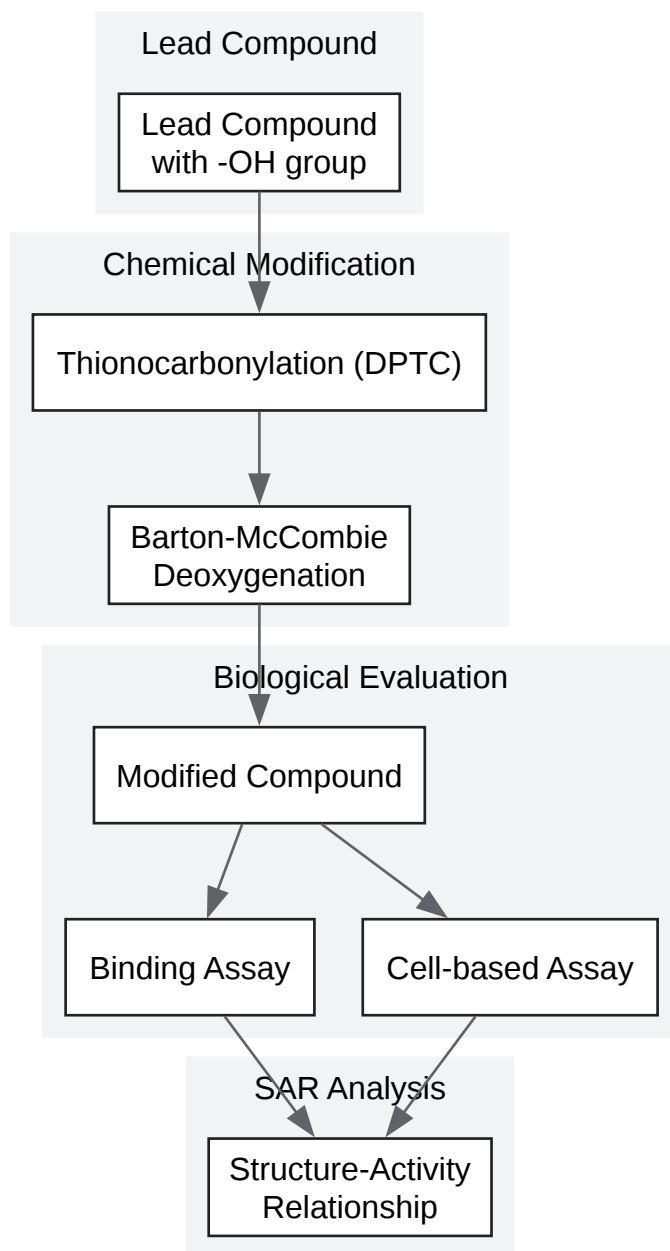 Lead Compound
Lead Compound
with -OH group
Chemical Modification
Thionocarbonylation (DPTC)
Barton-McCombie
Deoxygenation
Biological Evaluation
Modified Compound
Binding Assay
Cell-based Assay
SAR Analysis
Structure-Activity
Relationship